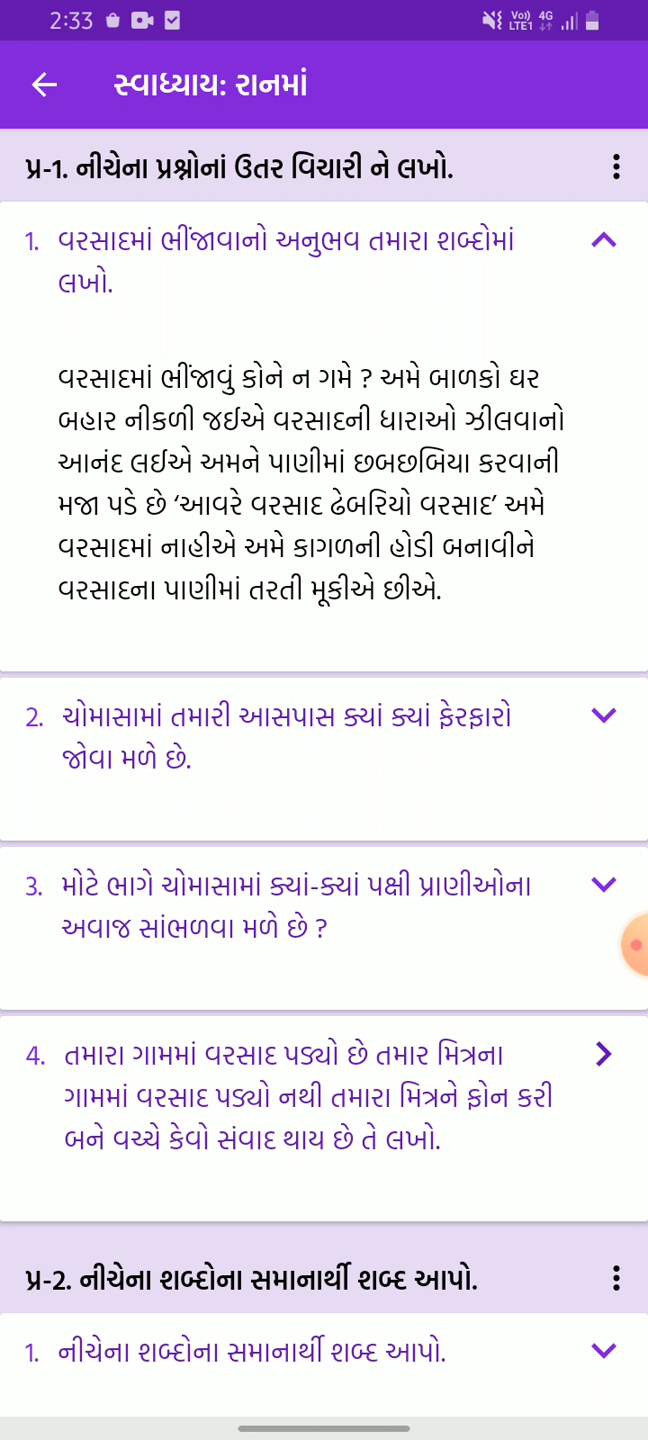 2:33
Vo))
LTE1
4G
સ્વાધ્યાય: રાનમાં
પ્ર-1. નીચેના પ્રશ્નોનાં ઉતર વિચારી ને લખો.
1. વરસાદમાં ભીંજાવાનો અનુભવ તમારા શબ્દોમાં
લખો.
વરસાદમાં ભીંજાવું કોને ન ગમે ? અમે બાળકો ઘર
બહાર નીકળી જઈએ વરસાદની ધારાઓ ઝીલવાનો
આનંદ લઈએ અમને પાણીમાં છબછબિયા કરવાની
મજા પડે છે ‘આવરે વરસાદ ઢેબરિયો વરસાદ’ અમે
વરસાદમાં નાહીએ અમે કાગળની હોડી બનાવીને
વરસાદના પાણીમાં તરતી મૂકીએ છીએ.
2. ચોમાસામાં તમારી આસપાસ ક્યાં ક્યાં ફેરફારો
જોવા મળે છે.
3. મોટે ભાગે ચોમાસામાં ક્યાં-ક્યાં પક્ષી પ્રાણીઓના
અવાજ સાંભળવા મળે છે ?
4. તમારા ગામમાં વરસાદ પડ્યો છે તમાર મિત્રના
ગામમાં વરસાદ પડ્યો નથી તમારા મિત્રને ફોન કરી
બને વચ્ચે કેવો સંવાદ થાય છે તે લખો.
પ્ર-2. નીચેના શબ્દોના સમાનાર્થી શબ્દ આપો.
1. નીચેના શબ્દોના સમાનાર્થી શબ્દ આપો.